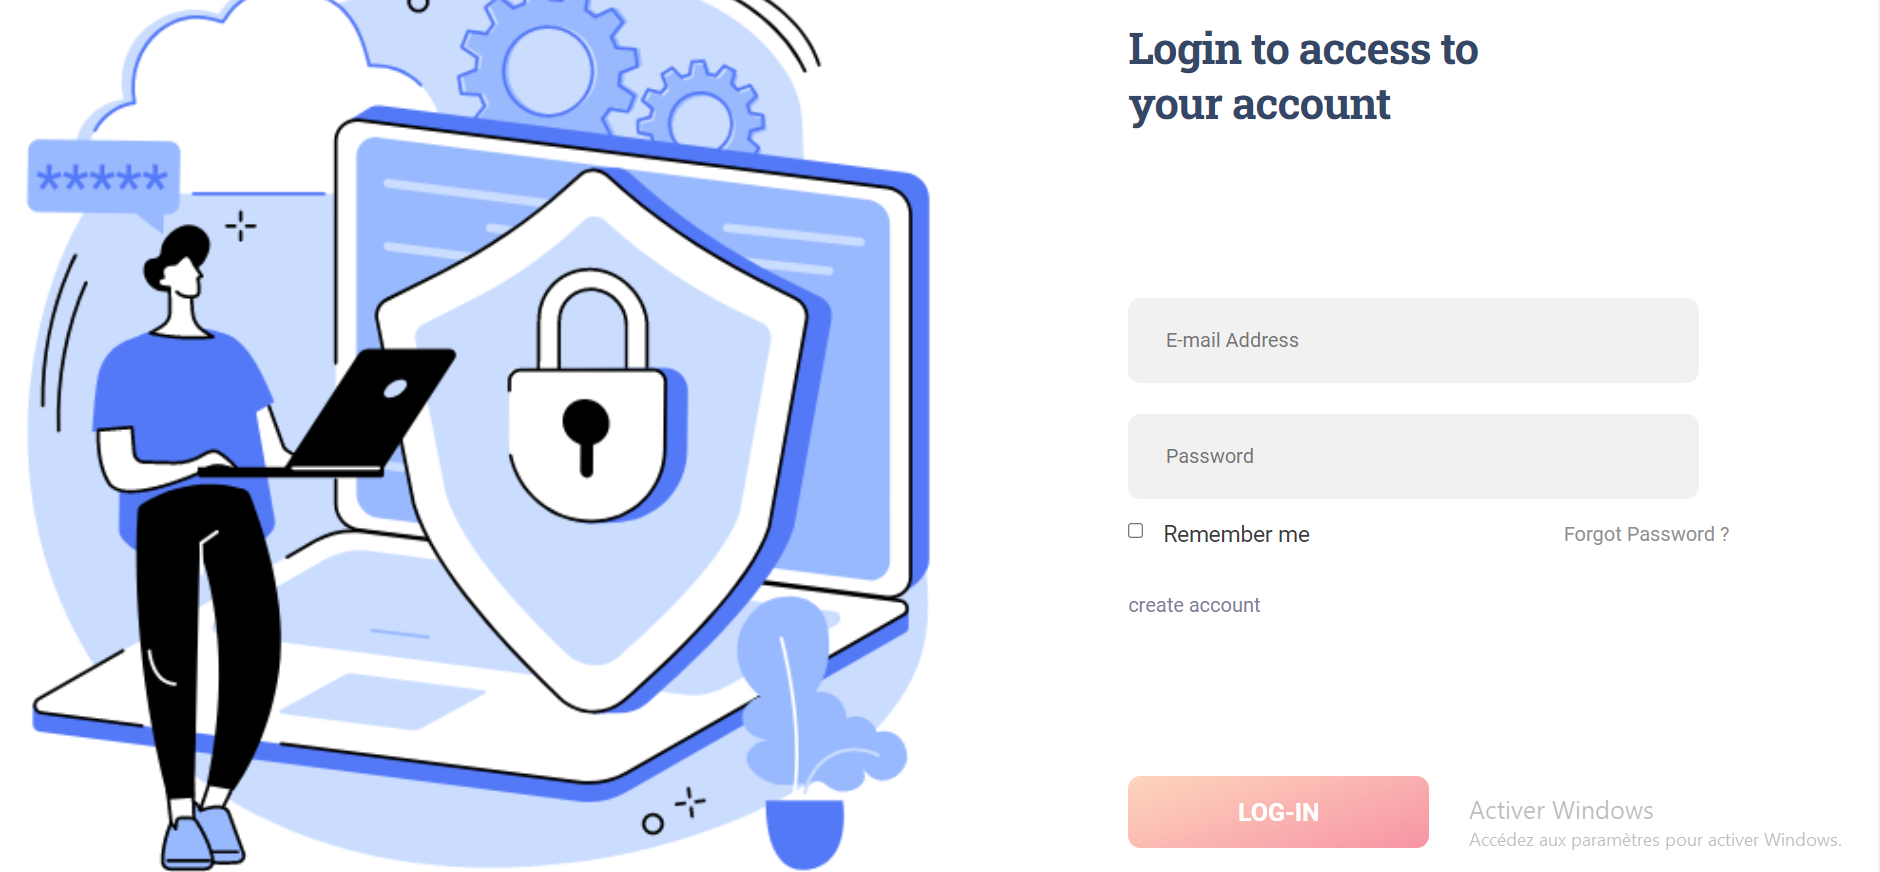 *****
Login to access to
your account
E-mail Address
Password
Remember me
Forgot Password ?
create account
LOG-IN
Activer Windows
Accédez aux paramètres pour activer Windows.